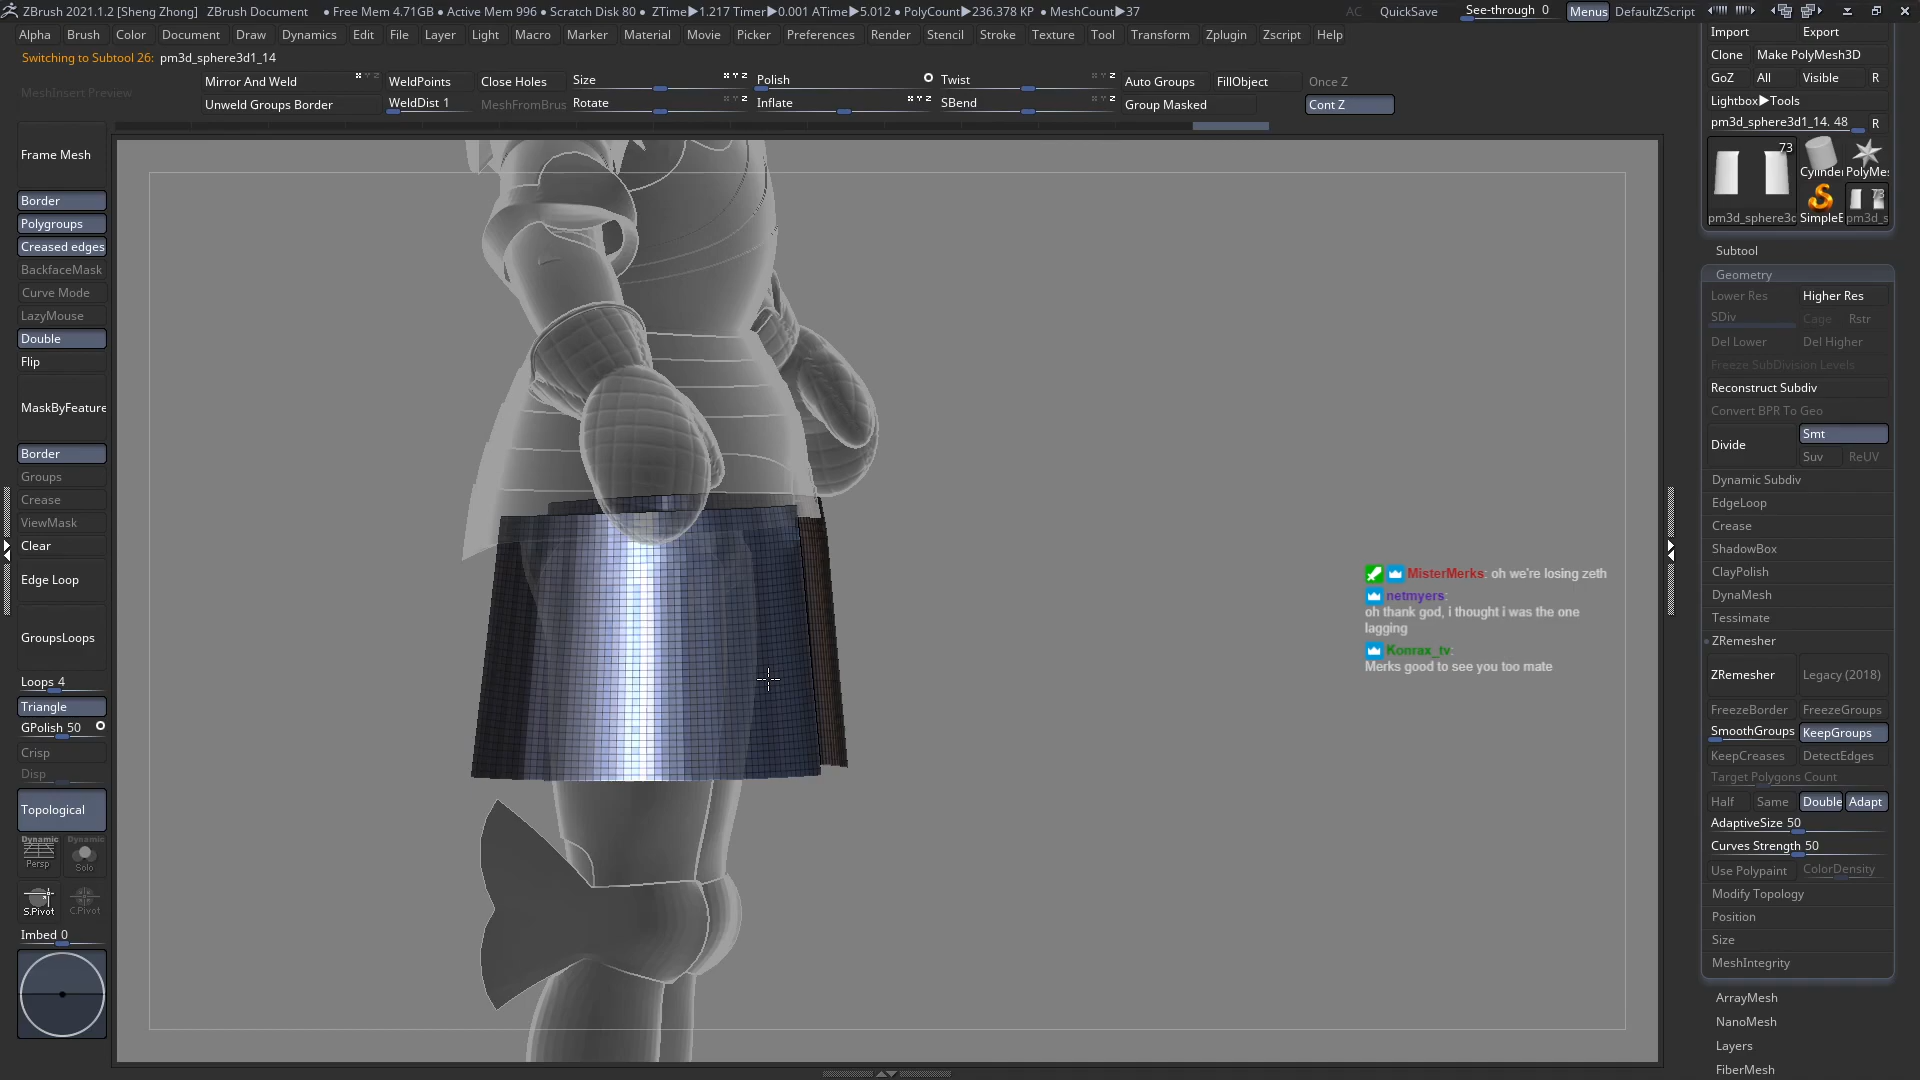 ZBrush 2021.1.2 [Sheng Zhong] ZBrush Document • Free Mem 4.71GB • Active Mem 996 • Scratch Disk 80 • ZTime▶1.217 Timer▶0.001 ATime▶5.012 • PolyCount▶236.378 KP • MeshCount▶37 AC QuickSave See-through 0 Menus DefaultZScript
Alpha Brush Color Document Draw Dynamics Edit File Layer Light Macro Marker Material Movie Picker Preferences Render Stencil Stroke Texture Tool Transform Zplugin Zscript Help
Switching to Subtool 26: pm3d_sphere3d1_14
MeshInsert Preview
Mirror And Weld WeldPoints Close Holes Size Polish Twist Auto Groups FillObject Once Z
Unweld Groups Border WeldDist 1 MeshFromBrus Rotate Inflate SBend Group Masked Cont Z
Frame Mesh
Border
Polygroups
Creased edges
BackfaceMask
Curve Mode
LazyMouse
Double
Flip
MaskByFeature
Border
Groups
Crease
ViewMask
Clear
Edge Loop
GroupsLoops
Loops 4
Triangle
GPolish 50
Crisp
Disp
Topological
Dynamic Dynamic
Persp Solo
S.Pivot C.Pivot
Imbed 0
MisterMerks: oh we're losing zeth
netmyers:
oh thank god, i thought i was the one
lagging
Konrax_tv:
Merks good to see you too mate
Import Export
Clone Make PolyMesh3D
GoZ All Visible R
Lightbox▶Tools
pm3d_sphere3d1_14. 48 R
73
Cylinder PolyMes
73
pm3d_sphere3d SimpleE pm3d_s
Subtool
Geometry
Lower Res Higher Res
SDiv Cage Rstr
Del Lower Del Higher
Freeze SubDivision Levels
Reconstruct Subdiv
Convert BPR To Geo
Divide Smt
Suv ReUV
Dynamic Subdiv
EdgeLoop
Crease
ShadowBox
ClayPolish
DynaMesh
Tessimate
ZRemesher
ZRemesher Legacy (2018)
FreezeBorder FreezeGroups
SmoothGroups KeepGroups
KeepCreases DetectEdges
Target Polygons Count
Half Same Double Adapt
AdaptiveSize 50
Curves Strength 50
Use Polypaint ColorDensity
Modify Topology
Position
Size
MeshIntegrity
ArrayMesh
NanoMesh
Layers
FiberMesh